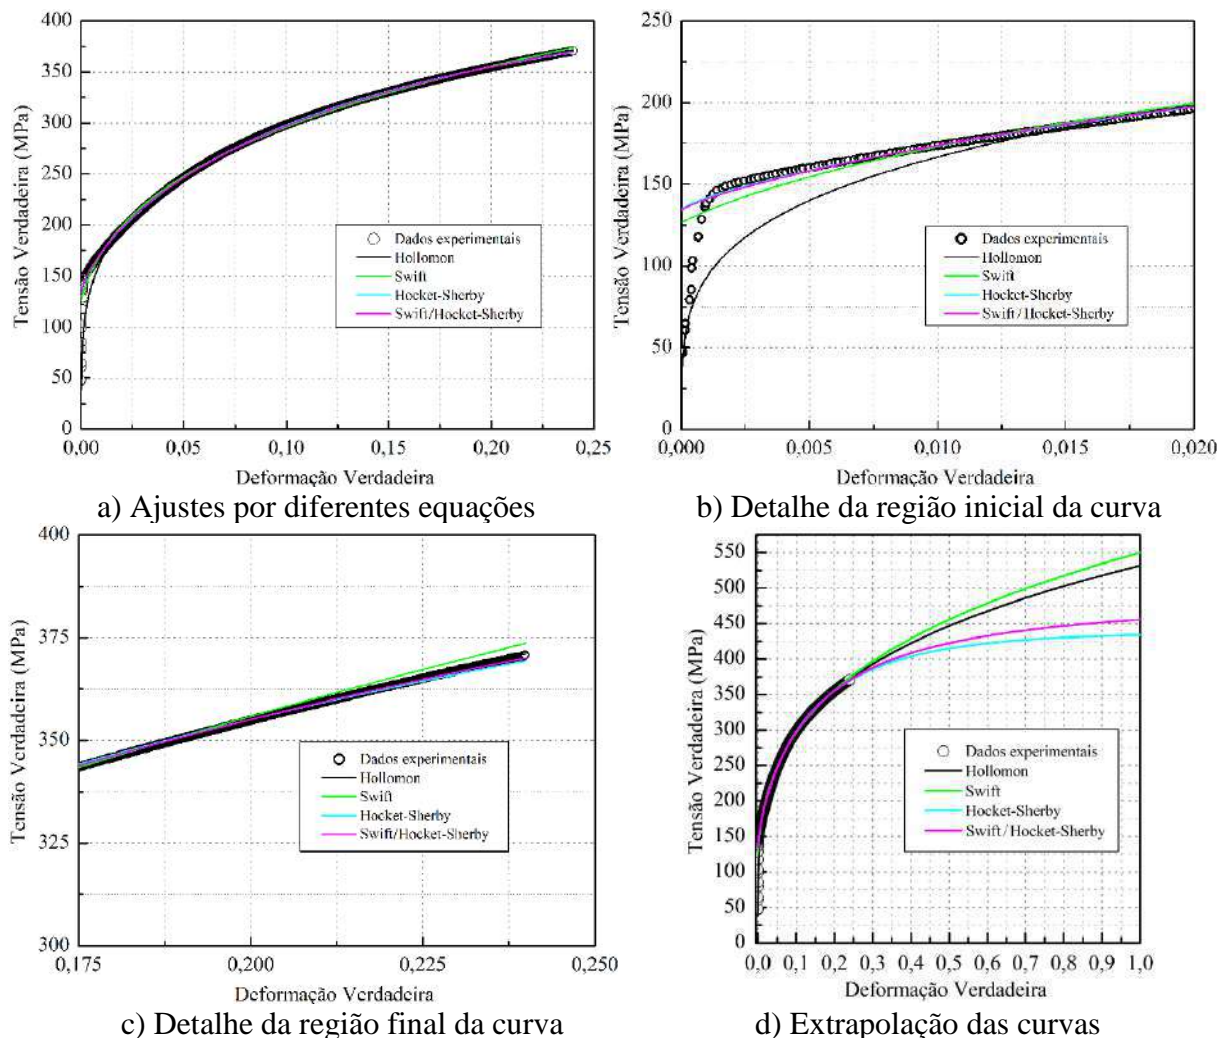 400
350
300
250
200
150
100
50
0
Tensão Verdadeira (MPa)
Dados experimentais
Hollomon
Swift
Hocket-Sherby
Swift/Hocket-Sherby
0,00 0,05 0,10 0,15 0,20 0,25
Deformação Verdadeira
a) Ajustes por diferentes equações
250
200
150
100
50
0
Tensão Verdadeira (MPa)
Dados experimentais
Hollomon
Swift
Hocket-Sherby
Swift/Hocket-Sherby
0,000 0,005 0,010 0,015 0,020
Deformação Verdadeira
b) Detalhe da região inicial da curva
400
375
350
325
300
Tensão Verdadeira (MPa)
Dados experimentais
Hollomon
Swift
Hocket-Sherby
Swift/Hocket-Sherby
0,175 0,200 0,225 0,250
Deformação Verdadeira
c) Detalhe da região final da curva
550
500
450
400
350
300
250
200
150
100
50
0
Tensão Verdadeira (MPa)
Dados experimentais
Hollomon
Swift
Hocket-Sherby
Swift/Hocket-Sherby
0,0 0,1 0,2 0,3 0,4 0,5 0,6 0,7 0,8 0,9 1,0
Deformação Verdadeira
d) Extrapolação das curvas